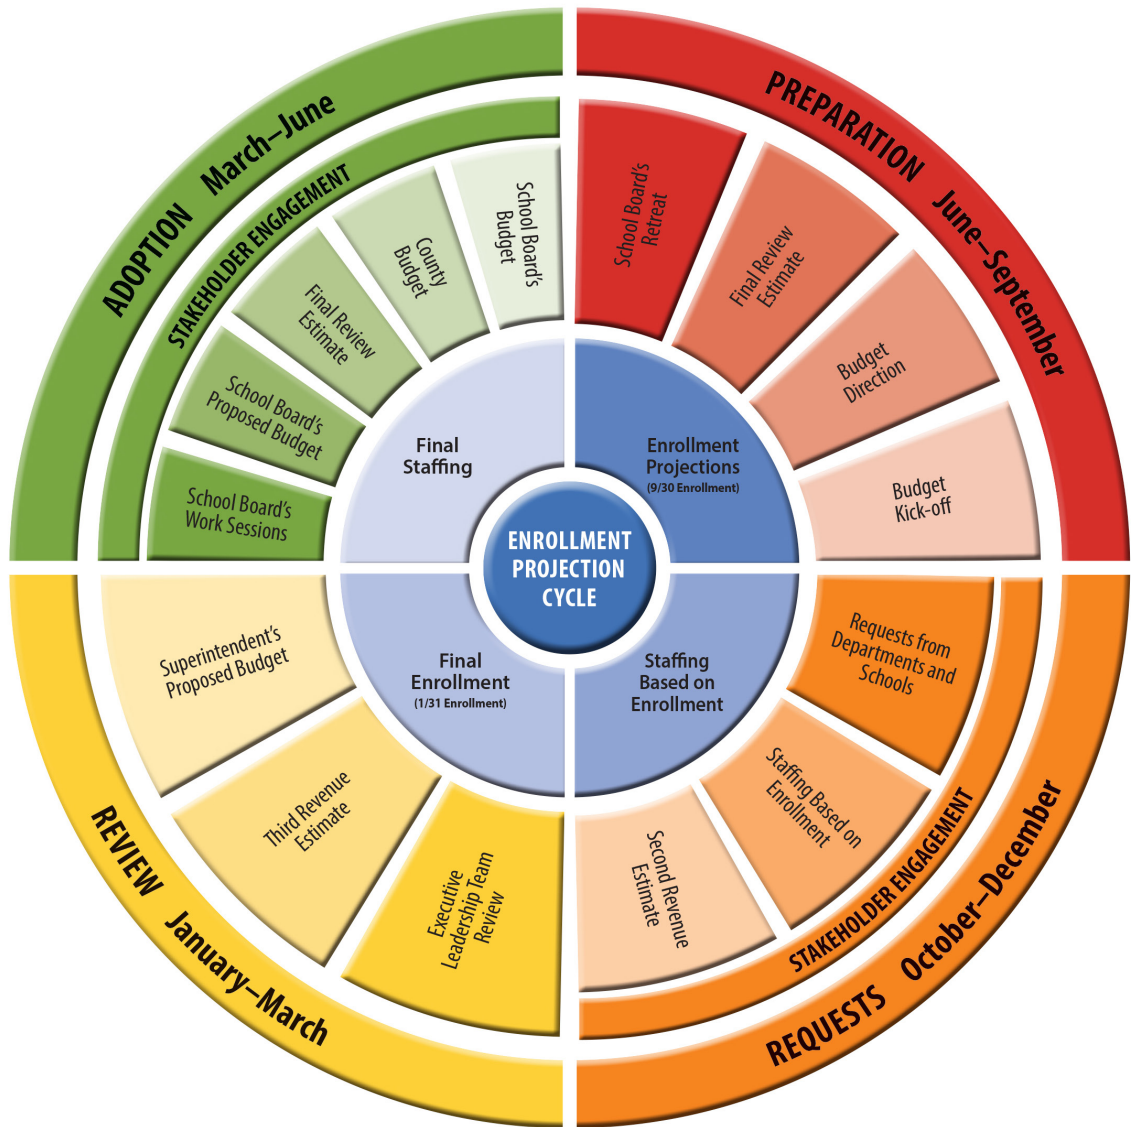 PREPARATION June–September
School Board's
Retreat
Final Review
Estimate
Budget
Direction
Budget
Kick-off
REQUESTS October–December
STAKEHOLDER ENGAGEMENT
Requests from
Departments and
Schools
Staffing Based on
Enrollment
Second Revenue
Estimate
REVIEW January–March
Executive
Leadership Team
Review
Third Revenue
Estimate
Superintendent's
Proposed Budget
ADOPTION March–June
STAKEHOLDER ENGAGEMENT
School Board's
Work Sessions
School Board's
Proposed Budget
Final Review
Estimate
County
Budget
School Board's
Budget
ENROLLMENT
PROJECTION
CYCLE
Enrollment
Projections
(9/30 Enrollment)
Staffing
Based on
Enrollment
Final
Enrollment
(1/31 Enrollment)
Final
Staffing